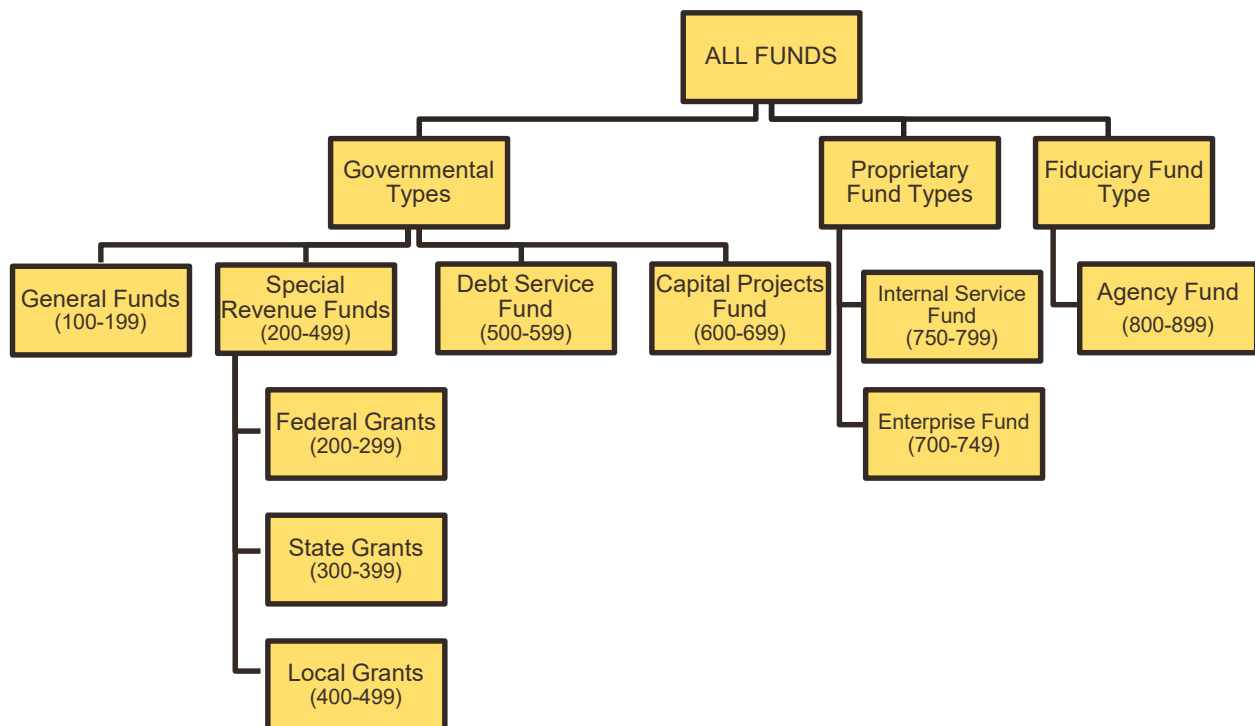 ALL FUNDS
Governmental
Types
Proprietary
Fund Types
Fiduciary Fund
Type
General Funds
(100-199)
Special
Revenue Funds
(200-499)
Debt Service
Fund
(500-599)
Capital Projects
Fund
(600-699)
Internal Service
Fund
(750-799)
Agency Fund
(800-899)
Federal Grants
(200-299)
Enterprise Fund
(700-749)
State Grants
(300-399)
Local Grants
(400-499)